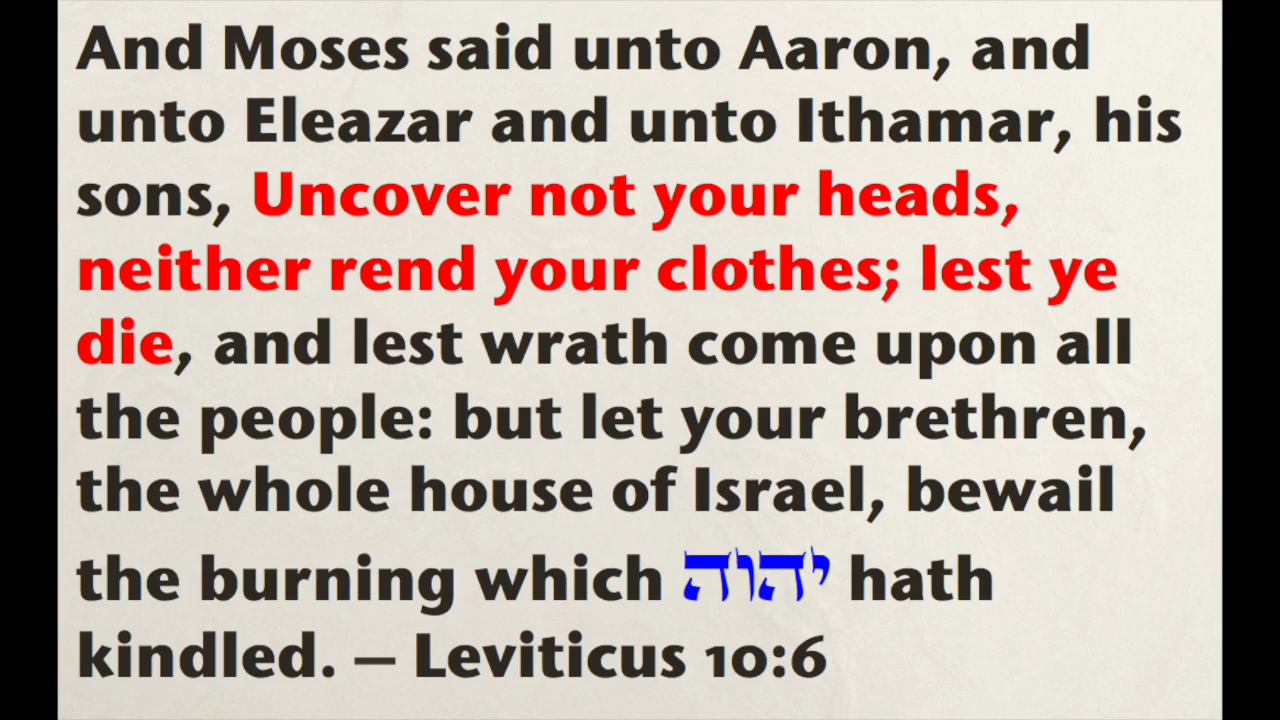 And Moses said unto Aaron, and
unto Eleazar and unto Ithamar, his
sons, Uncover not your heads,
neither rend your clothes; lest ye
die, and lest wrath come upon all
the people: but let your brethren,
the whole house of Israel, bewail
the burning which יהוה hath
kindled. — Leviticus 10:6